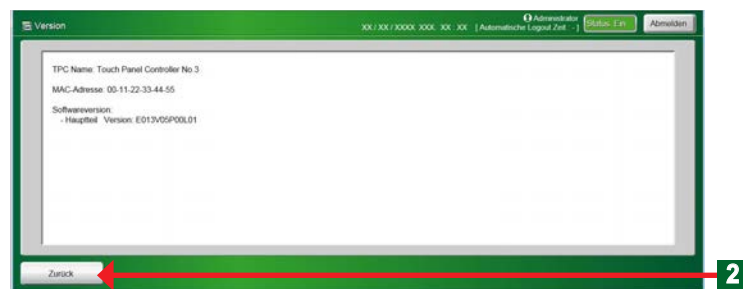 Version
Administrator
XX / XX / XXXX XXX. XX : XX [ Automatische Logout Zeit : - ]
Status: Ein
Abmelden
TPC Name: Touch Panel Controller No.3
MAC-Adresse: 00-11-22-33-44-55
Softwareversion:
- Hauptteil Version: E013V05P00L01
Zurück
2